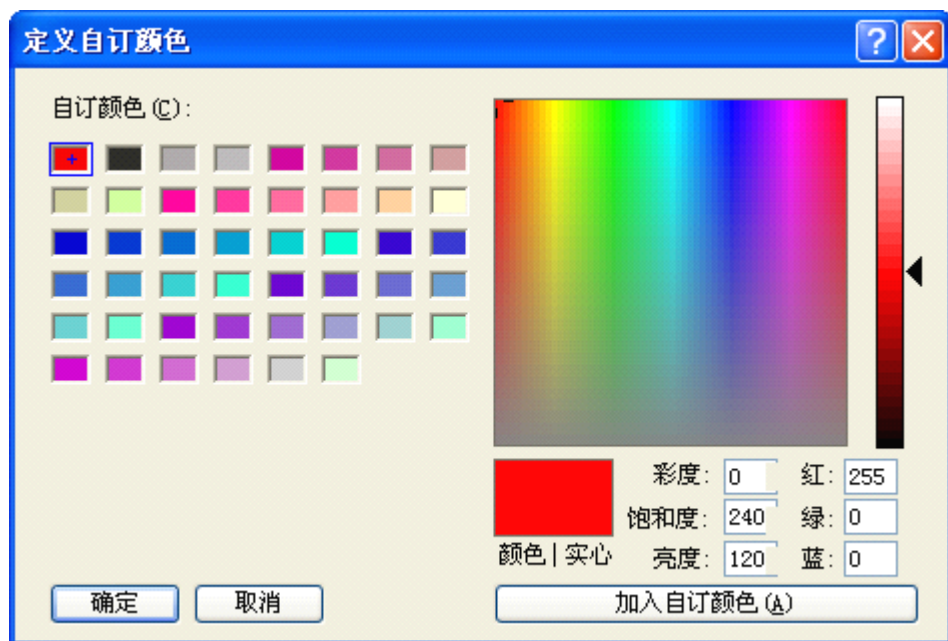 定义自订颜色
自订颜色(C):
彩度: 0 红: 255
饱和度: 240 绿: 0
颜色|实心 亮度: 120 蓝: 0
确定 取消 加入自订颜色(A)